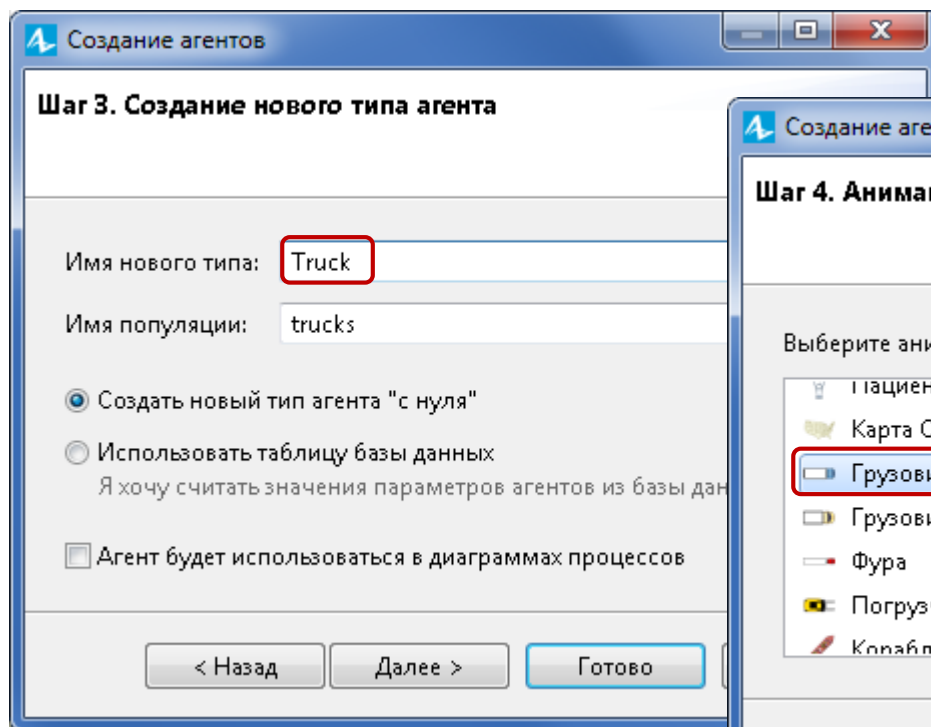 Создание агентов
Шаг 3. Создание нового типа агента
Имя нового типа: Truck
Имя популяции: trucks
Создать новый тип агента "с нуля"
Использовать таблицу базы данных
Я хочу считать значения параметров агентов из базы дан
Агент будет использоваться в диаграммах процессов
< Назад
Далее >
Готово
Создание аге
Шаг 4. Анима
Выберите ани
Пациен
Карта С
Грузови
Грузови
Фура
Погруз
Корабл